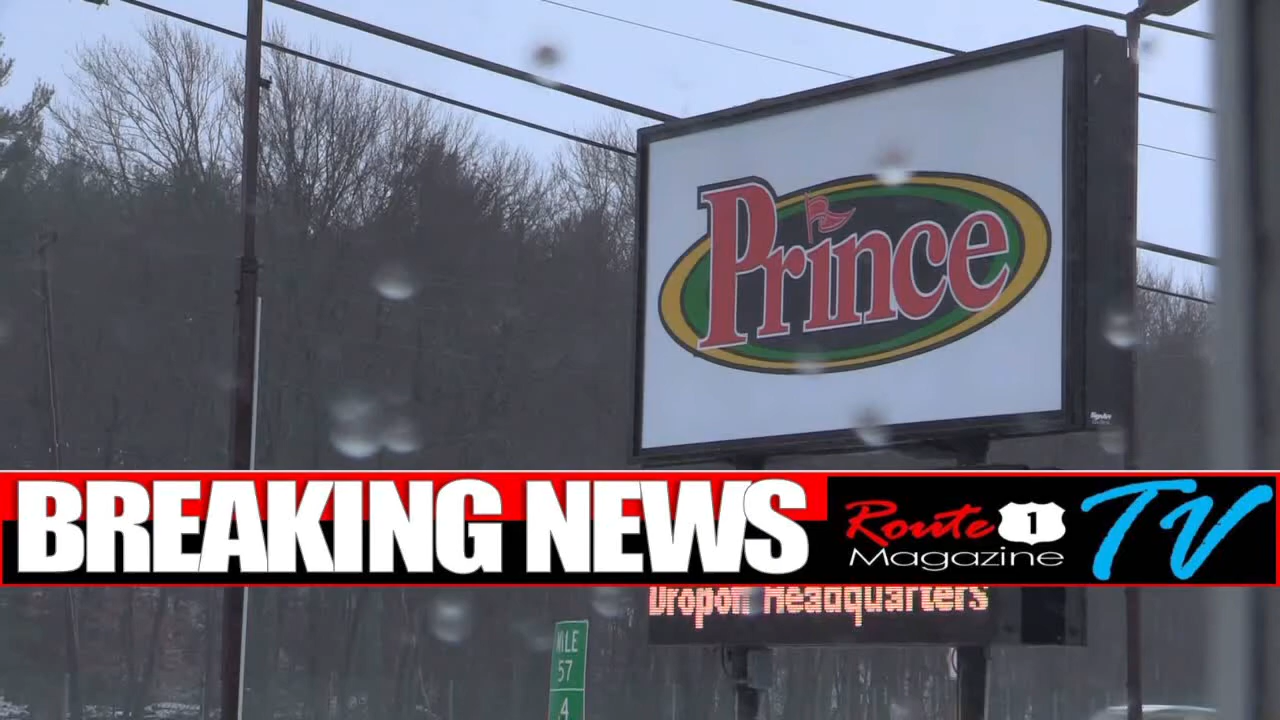 Prince
BREAKING NEWS
Route 1
Magazine
TV
Dropoff Headquarters
MILE
57
4